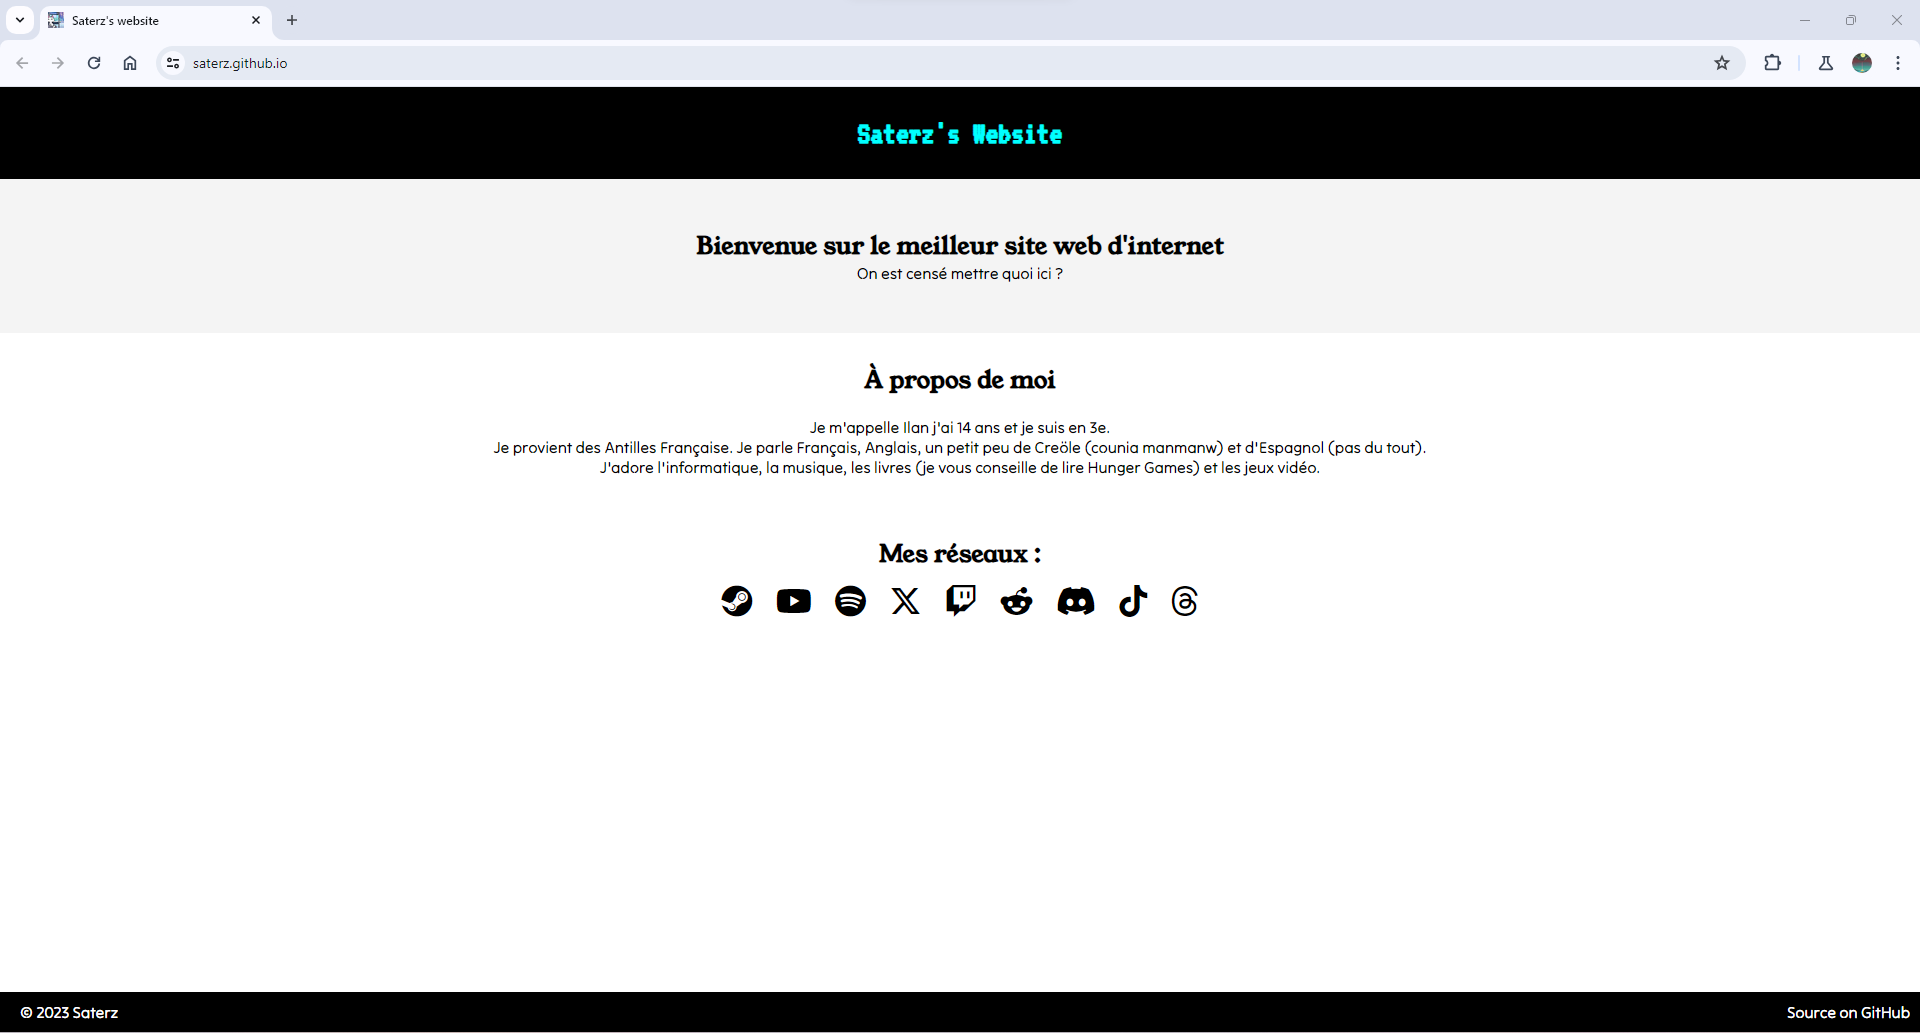 Saterz's website
saterz.github.io
Saterz's Website
Bienvenue sur le meilleur site web d'internet
On est censé mettre quoi ici ?
À propos de moi
Je m'appelle Ilan j'ai 14 ans et je suis en 3e.
Je provient des Antilles Française. Je parle Français, Anglais, un petit peu de Creöle (counia manmanw) et d'Espagnol (pas du tout).
J'adore l'informatique, la musique, les livres (je vous conseille de lire Hunger Games) et les jeux vidéo.
Mes réseaux :
© 2023 Saterz
Source on GitHub